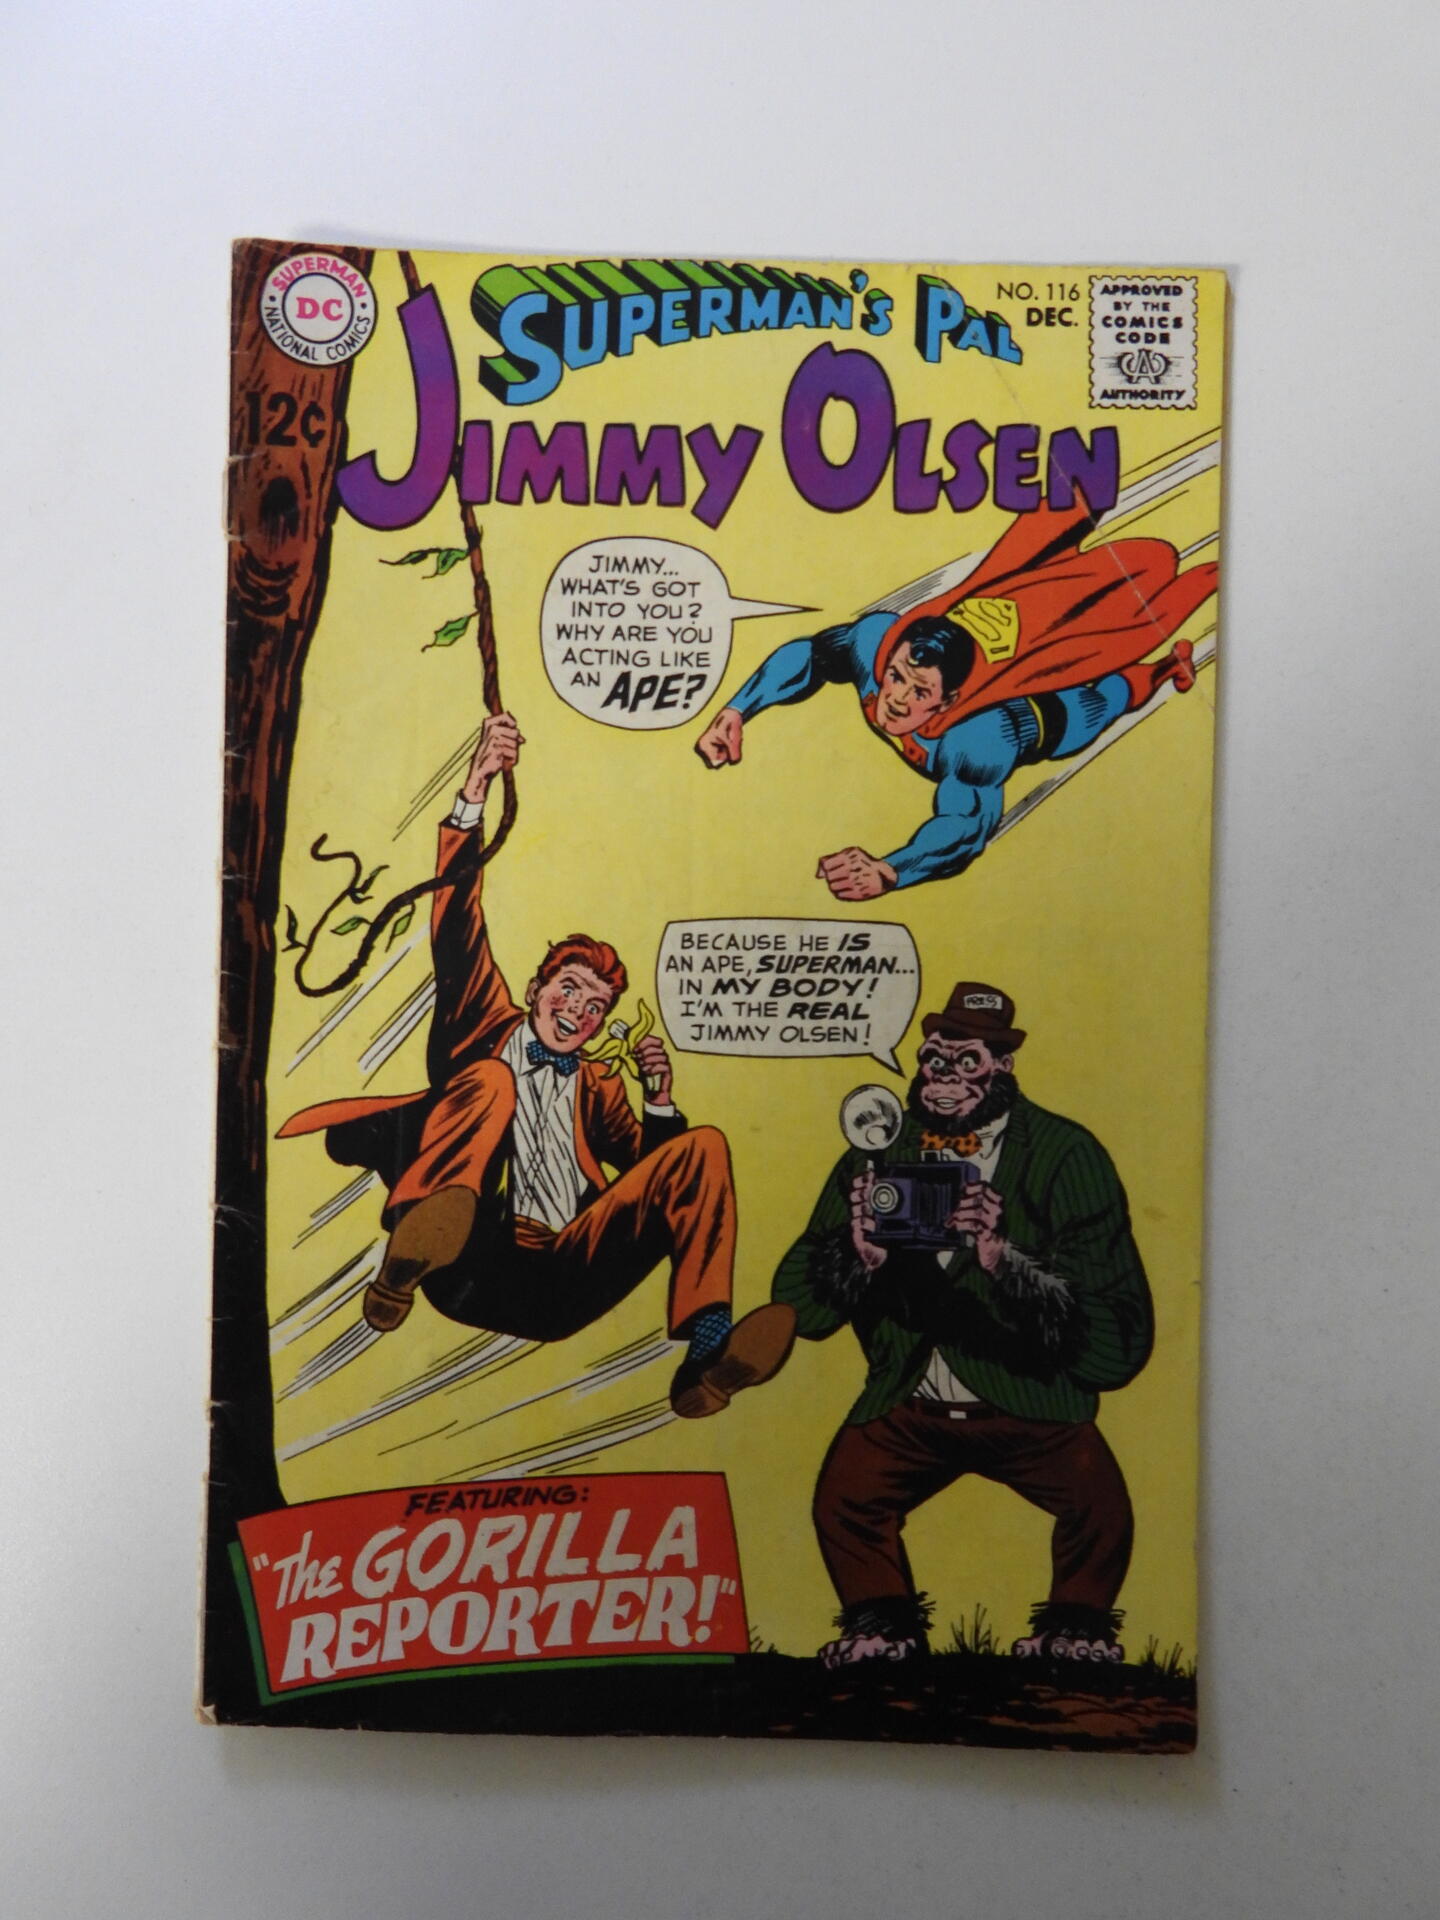 SUPERMAN
DC
NATIONAL COMICS
12¢
SUPERMAN'S PAL
JIMMY OLSEN
NO. 116
DEC.
APPROVED
BY THE
COMICS
CODE
CA
AUTHORITY
JIMMY...
WHAT'S GOT
INTO YOU?
WHY ARE YOU
ACTING LIKE
AN APE?
BECAUSE HE IS
AN APE, SUPERMAN...
IN MY BODY!
I'M THE REAL
JIMMY OLSEN!
PRESS
FEATURING:
"The GORILLA
REPORTER!"